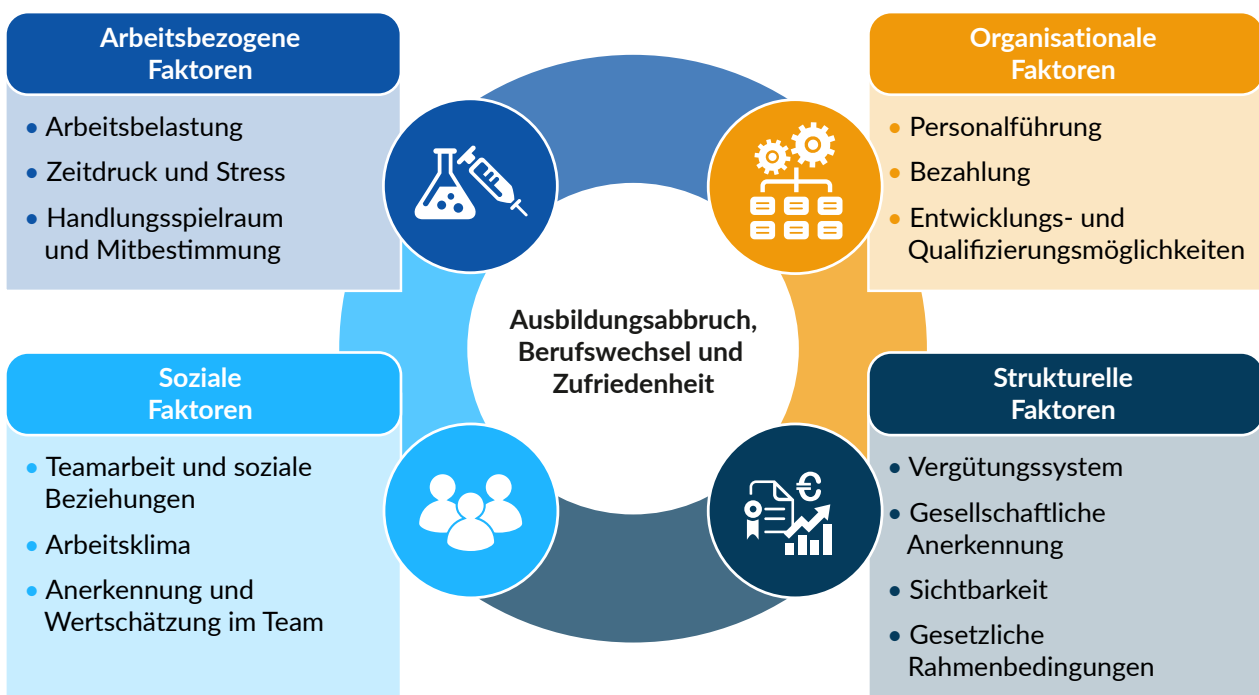 Arbeitsbezogene
Faktoren
• Arbeitsbelastung
• Zeitdruck und Stress
• Handlungsspielraum
und Mitbestimmung
Organisationale
Faktoren
• Personalführung
• Bezahlung
• Entwicklungs- und
Qualifizierungsmöglichkeiten
Ausbildungsabbruch,
Berufswechsel und
Zufriedenheit
Soziale
Faktoren
• Teamarbeit und soziale
Beziehungen
• Arbeitsklima
• Anerkennung und
Wertschätzung im Team
Strukturelle
Faktoren
• Vergütungssystem
• Gesellschaftliche
Anerkennung
• Sichtbarkeit
• Gesetzliche
Rahmenbedingungen
€